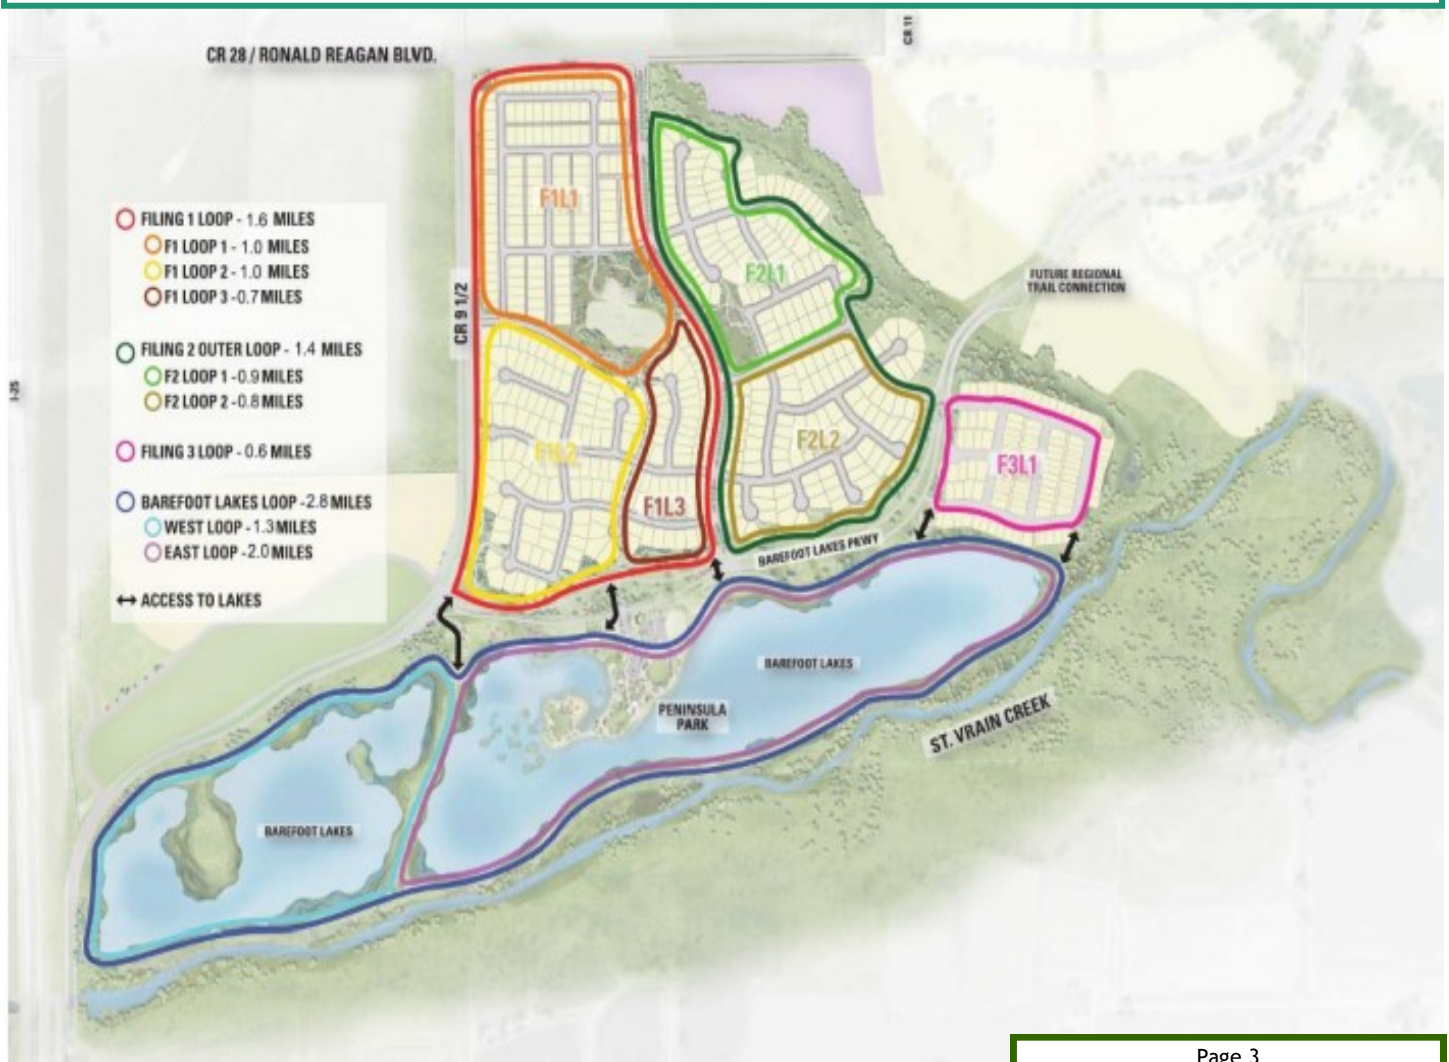 CR 28 / RONALD REAGAN BLVD.
CR 11
FILING 1 LOOP - 1.6 MILES
F1 LOOP 1 - 1.0 MILES
F1 LOOP 2 - 1.0 MILES
F1 LOOP 3 -0.7 MILES
FILING 2 OUTER LOOP - 1.4 MILES
F2 LOOP 1 -0.9 MILES
F2 LOOP 2 -0.8 MILES
FILING 3 LOOP - 0.6 MILES
BAREFOOT LAKES LOOP -2.8 MILES
WEST LOOP -1.3 MILES
EAST LOOP -2.0 MILES
ACCESS TO LAKES
I-25
CR 9 1/2
F1L1
F2L1
FUTURE REGIONAL
TRAIL CONNECTION
F1L2
F2L2
F3L1
F1L3
BAREFOOT LAKES PKWY
BAREFOOT LAKES
PENINSULA
PARK
ST. VRAIN CREEK
BAREFOOT LAKES
Page 3